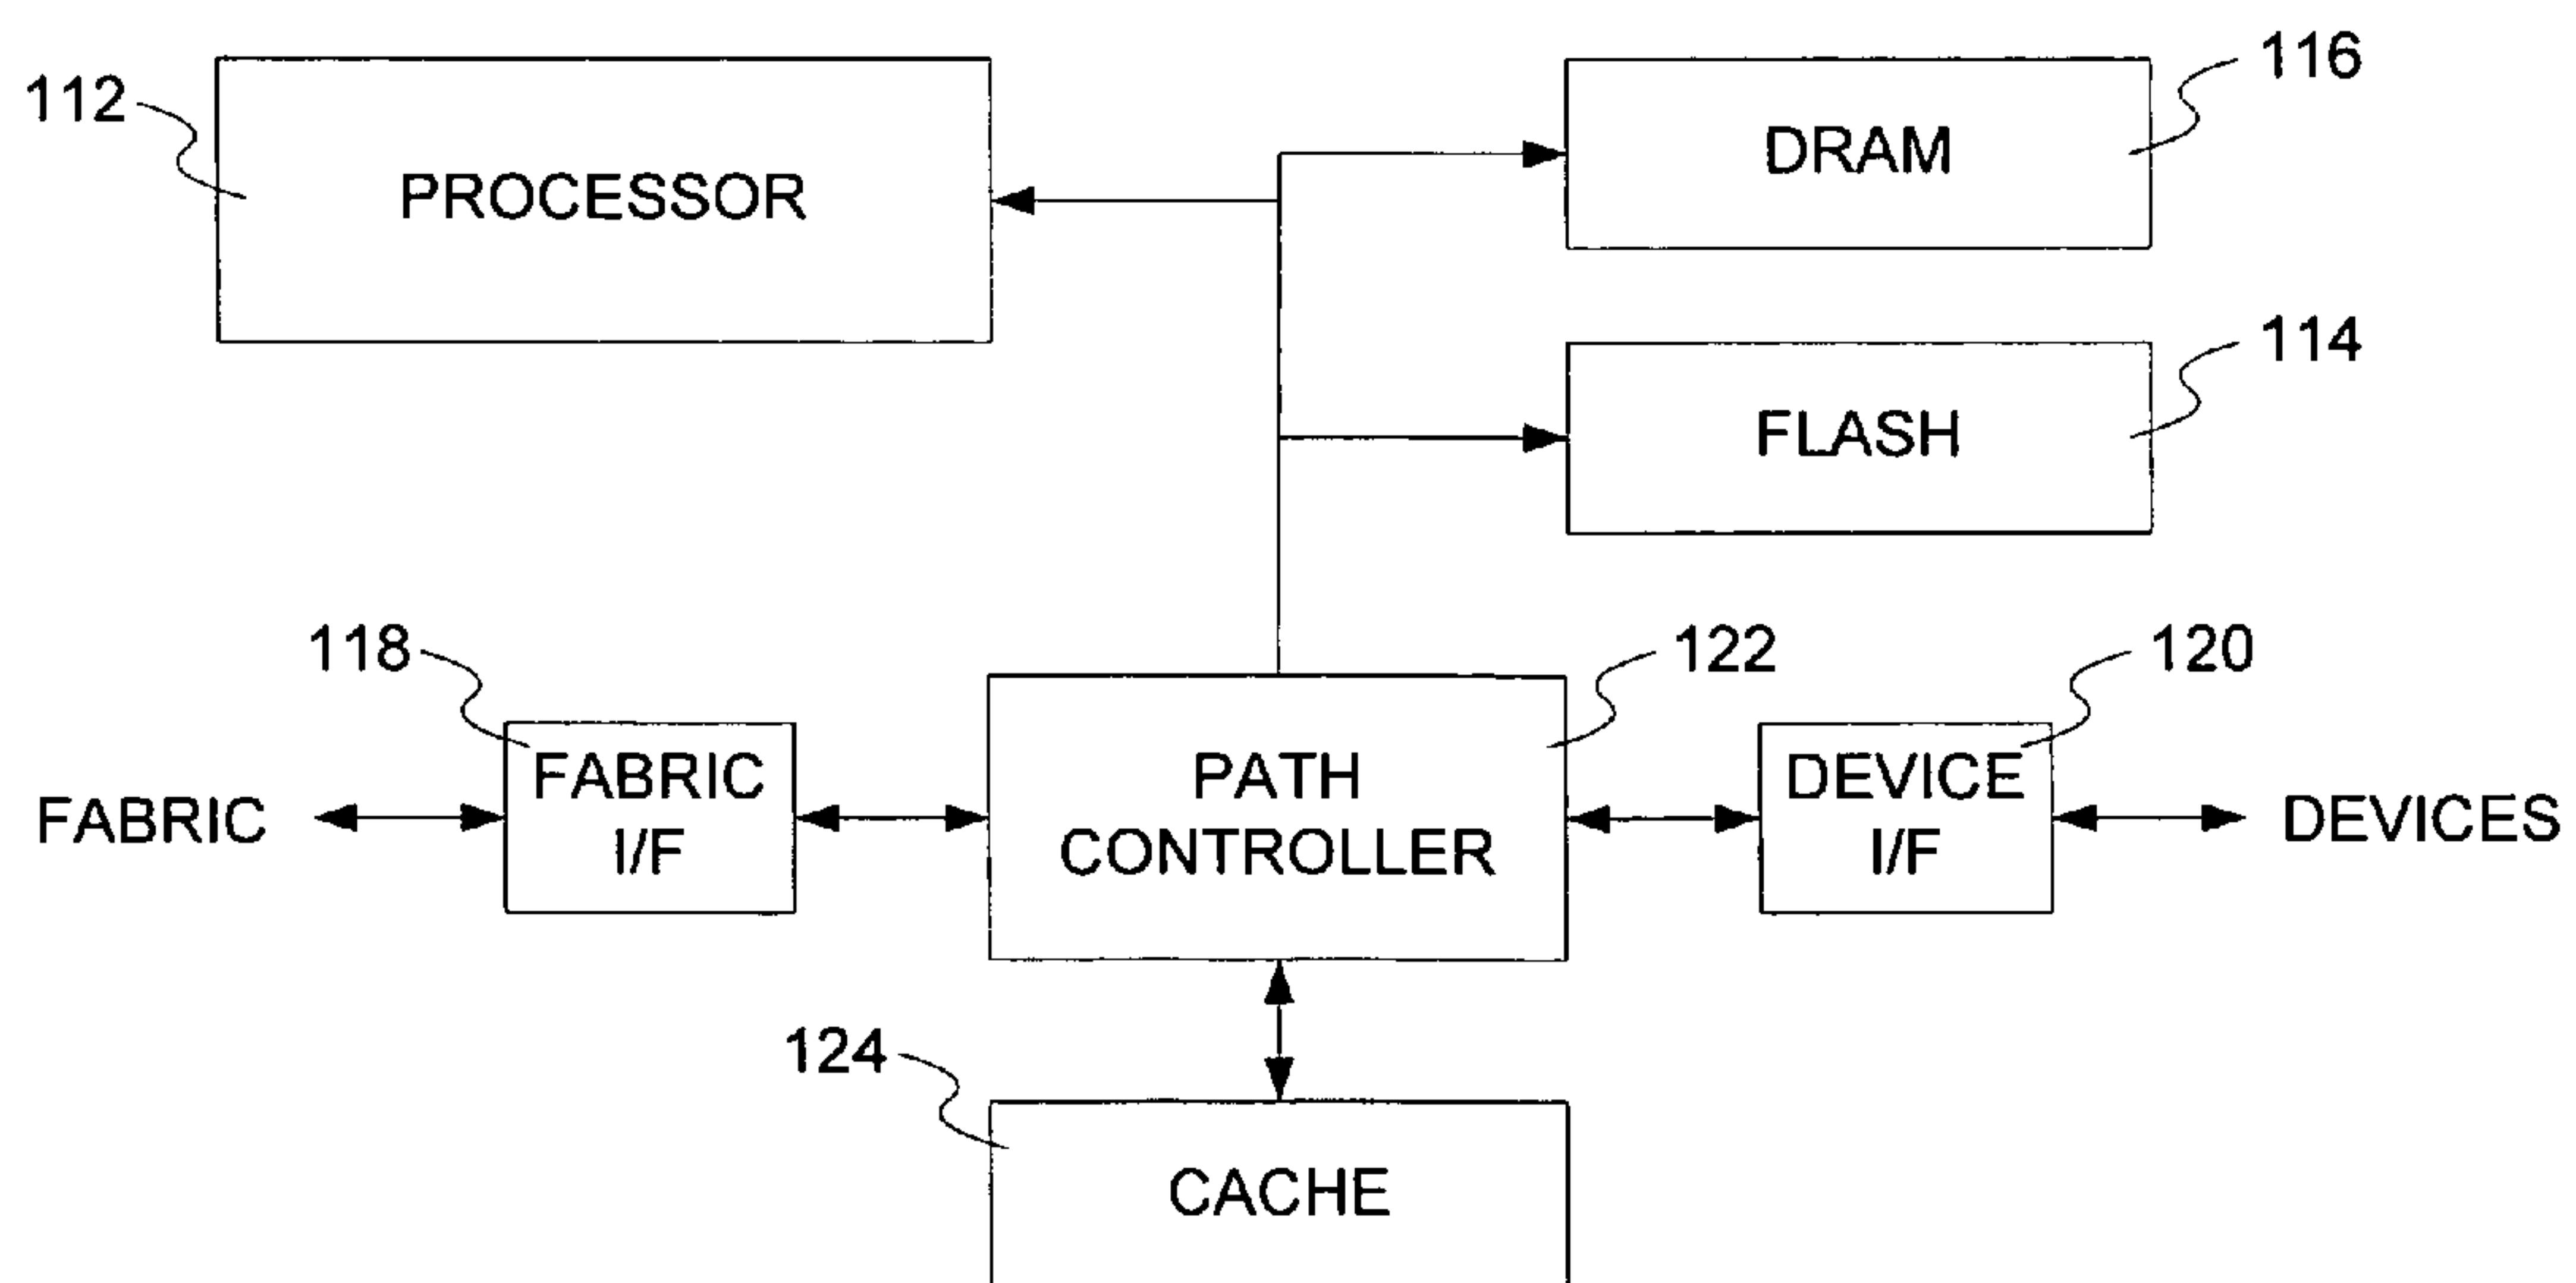 116
112
DRAM
PROCESSOR
114
FLASH
118
122
120
FABRIC
I/F
PATH
CONTROLLER
DEVICE
I/F
FABRIC
DEVICES
124
CACHE